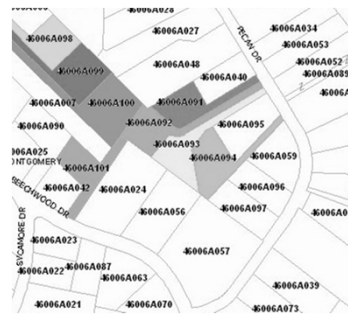 46006A028
46006A098
46006A027
PECAN DR
46006A034
46006A053
46006A099
46006A048
46006A052
46006A040
46006A089
46006A007
46006A100
46006A091
46006A090
46006A092
46006A095
46006A025
46006A093
MONTGOMERY
46006A101
46006A094
46006A059
BEECHWOOD DR
46006A042
46006A024
46006A096
46006A056
46006A097
SYCAMORE DR
46006A023
46006A057
46006A022
46006A087
46006A063
46006A039
46006A021
46006A070
46006A073